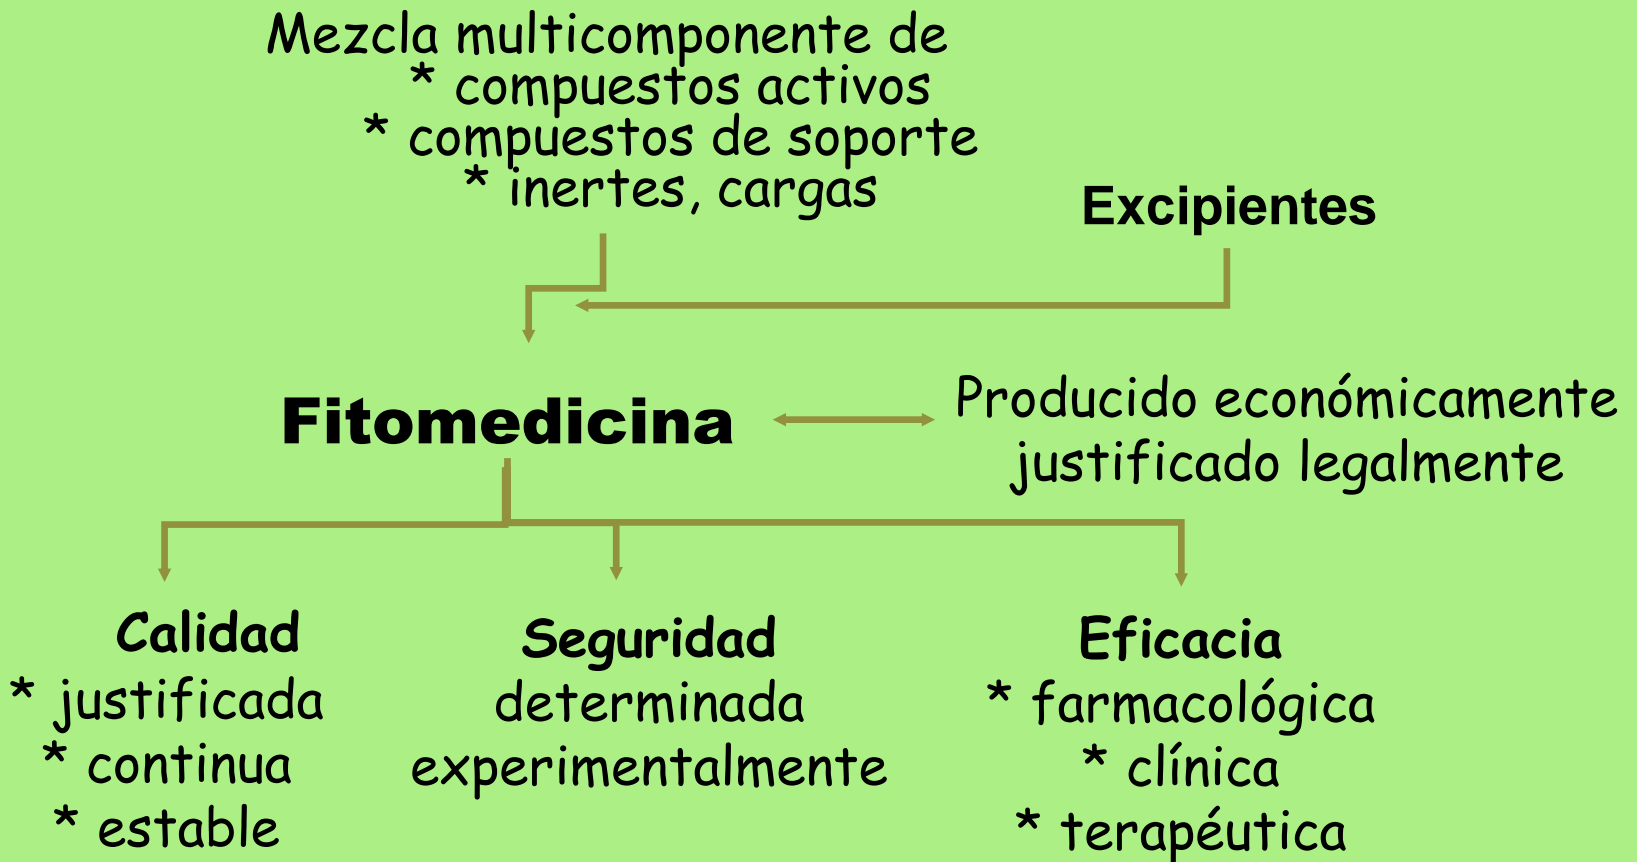 Mezcla multicomponente de
* compuestos activos
* compuestos de soporte
* inertes, cargas
Excipientes
Fitomedicina
Producido económicamente
justificado legalmente
Calidad
* justificada
* continua
* estable
Seguridad
determinada
experimentalmente
Eficacia
* farmacológica
* clínica
* terapéutica